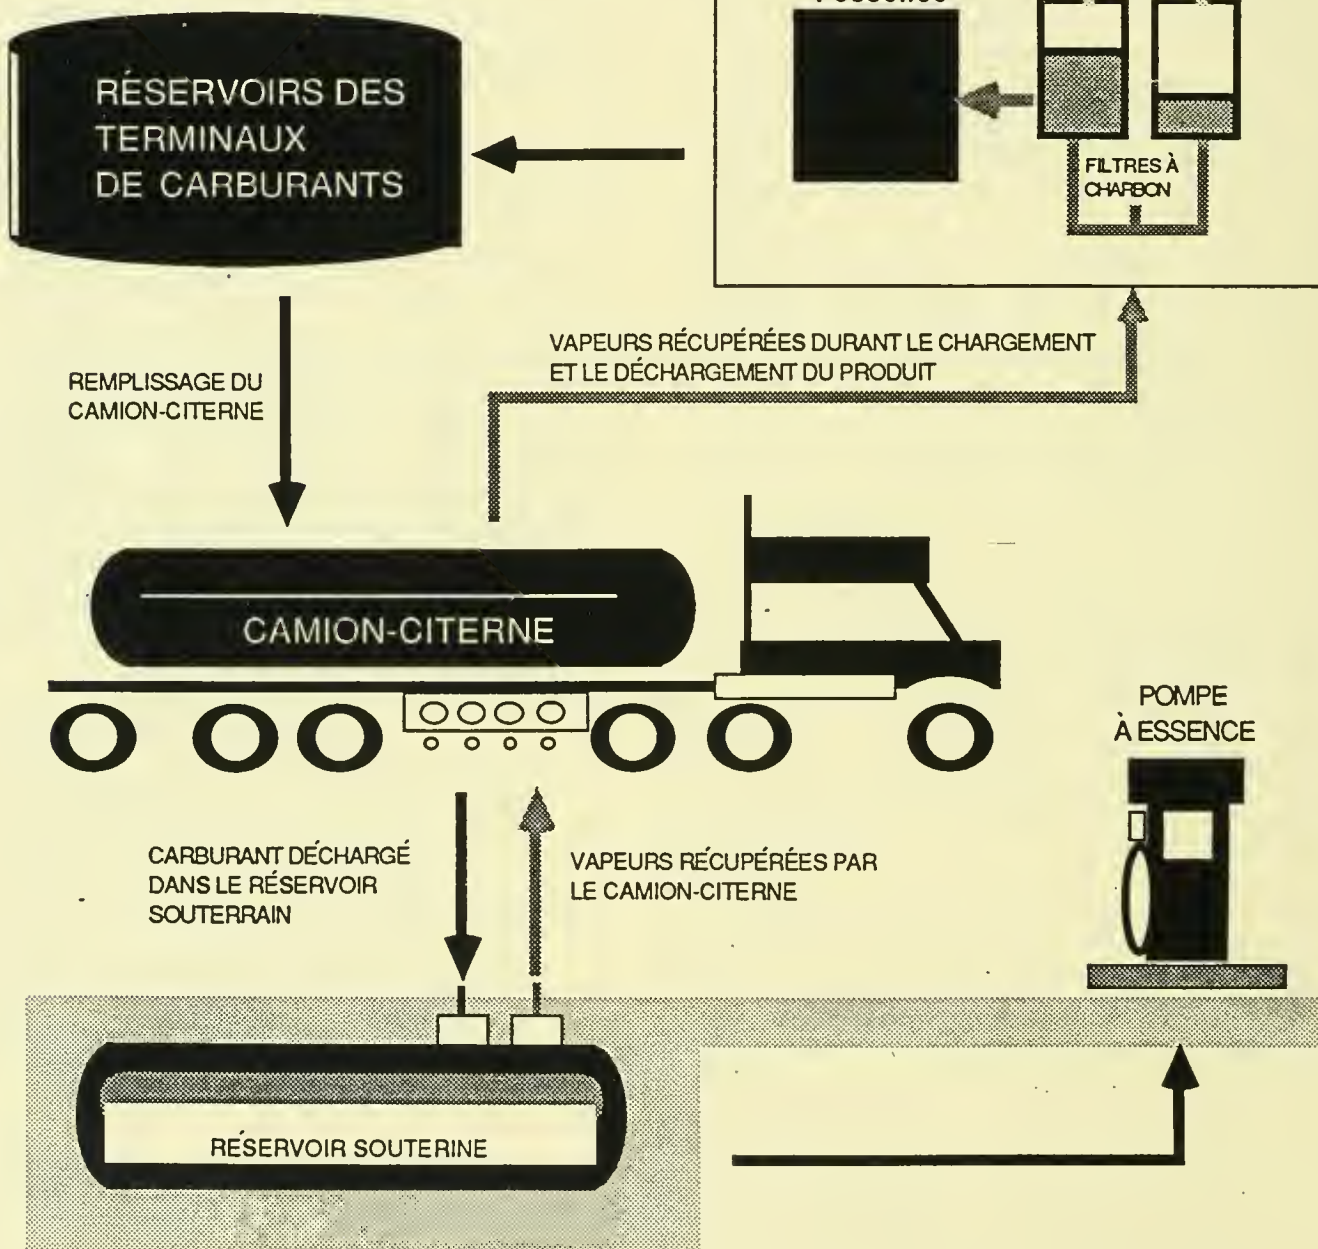 RÉSERVOIRS DES
TERMINAUX
DE CARBURANTS
FILTRES À
CHARBON
VAPEURS RÉCUPÉRÉES DURANT LE CHARGEMENT
ET LE DÉCHARGEMENT DU PRODUIT
REMPLISSAGE DU
CAMION-CITERNE
CAMION-CITERNE
POMPE
À ESSENCE
CARBURANT DÉCHARGÉ
DANS LE RÉSERVOIR
SOUTERRAIN
VAPEURS RÉCUPÉRÉES PAR
LE CAMION-CITERNE
RÉSERVOIR SOUTERINE